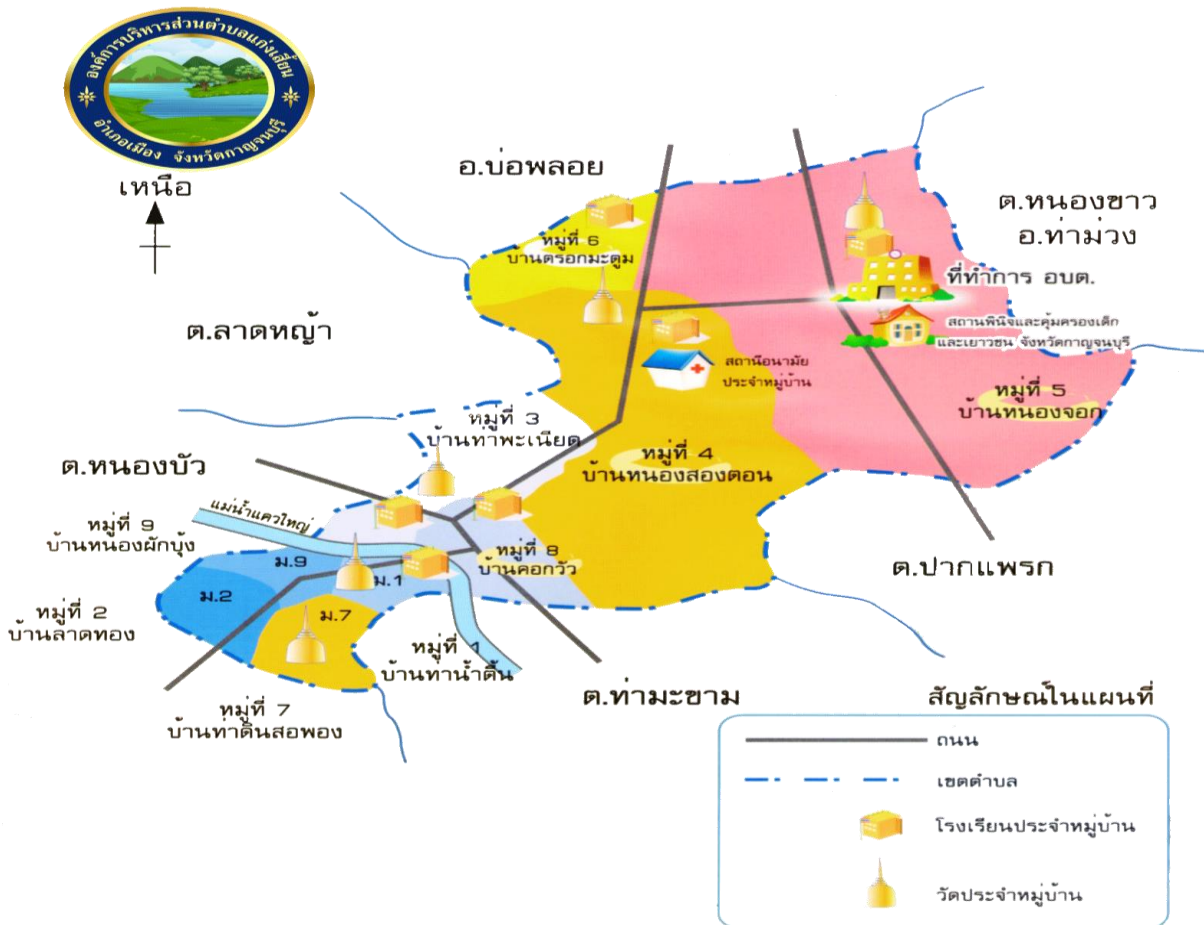 องค์การบริหารส่วนตำบลแก่งเสี้ยน
อำเภอเมือง จังหวัดกาญจนบุรี
เหนือ
อ.บ่อพลอย
ต.หนองขาว
อ.ท่าม่วง
หมู่ที่ 6
บ้านตรอกมะตูม
ที่ทำการ อบต.
ต.ลาดหญ้า
สถานพินิจและคุ้มครองเด็ก
และเยาวชน จังหวัดกาญจนบุรี
สถานีอนามัย
ประจำหมู่บ้าน
หมู่ที่ 5
บ้านหนองจอก
หมู่ที่ 3
บ้านท่าพะเนียด
หมู่ที่ 4
บ้านหนองสองตอน
ต.หนองบัว
แม่น้ำแควใหญ่
หมู่ที่ 9
บ้านหนองผักบุ้ง
หมู่ที่ 8
บ้านคอกวัว
ม.9
ม.1
ต.ปากแพรก
ม.2
ม.7
หมู่ที่ 2
บ้านลาดทอง
หมู่ที่ 1
บ้านท่าน้ำตื้น
ต.ท่ามะขาม
หมู่ที่ 7
บ้านท่าดินสอพอง
สัญลักษณ์ในแผนที่
ถนน
เขตตำบล
โรงเรียนประจำหมู่บ้าน
วัดประจำหมู่บ้าน